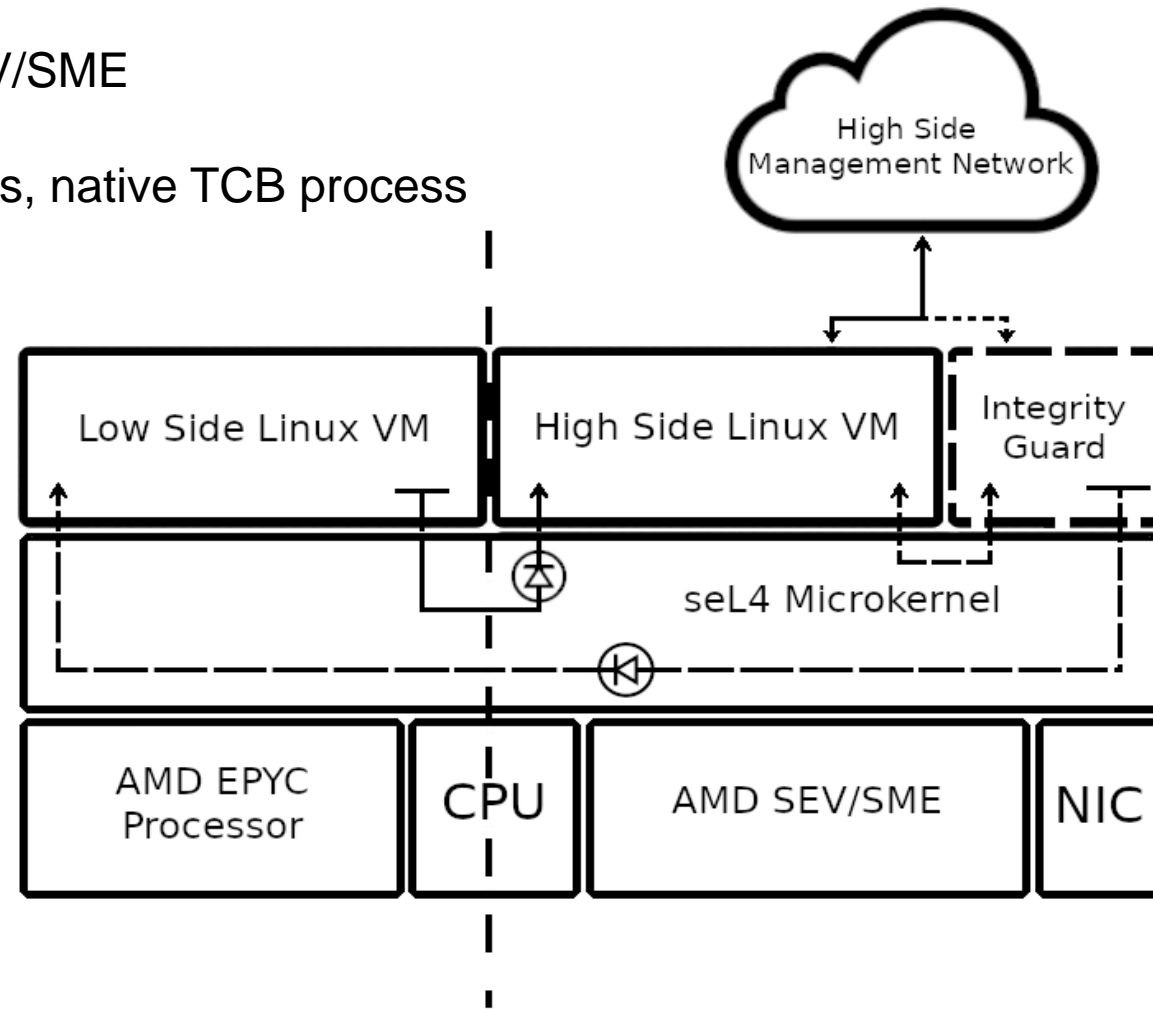 V/SME
s, native TCB process
High Side
Management Network
Low Side Linux VM
High Side Linux VM
Integrity
Guard
seL4 Microkernel
AMD EPYC
Processor
CPU
AMD SEV/SME
NIC